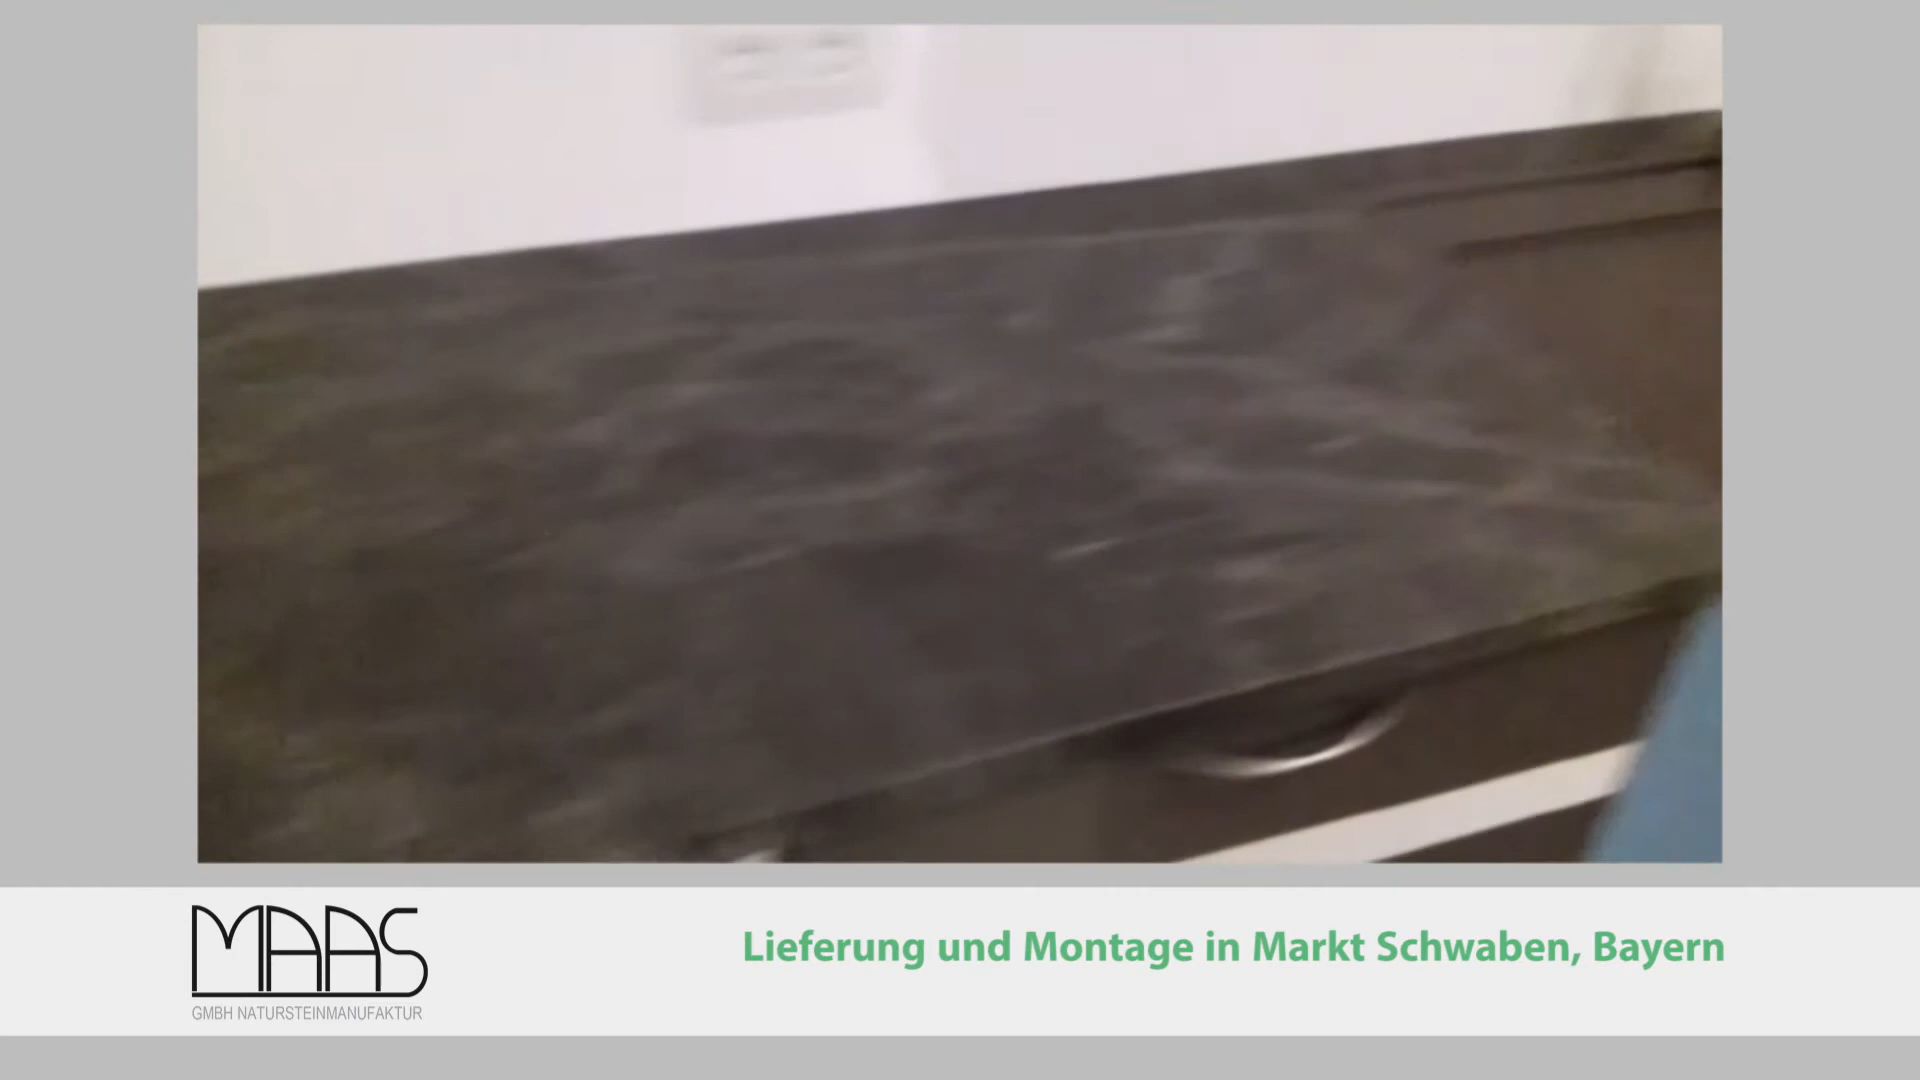 MAAS
GMBH NATURSTEINMANUFAKTUR
Lieferung und Montage in Markt Schwaben, Bayern